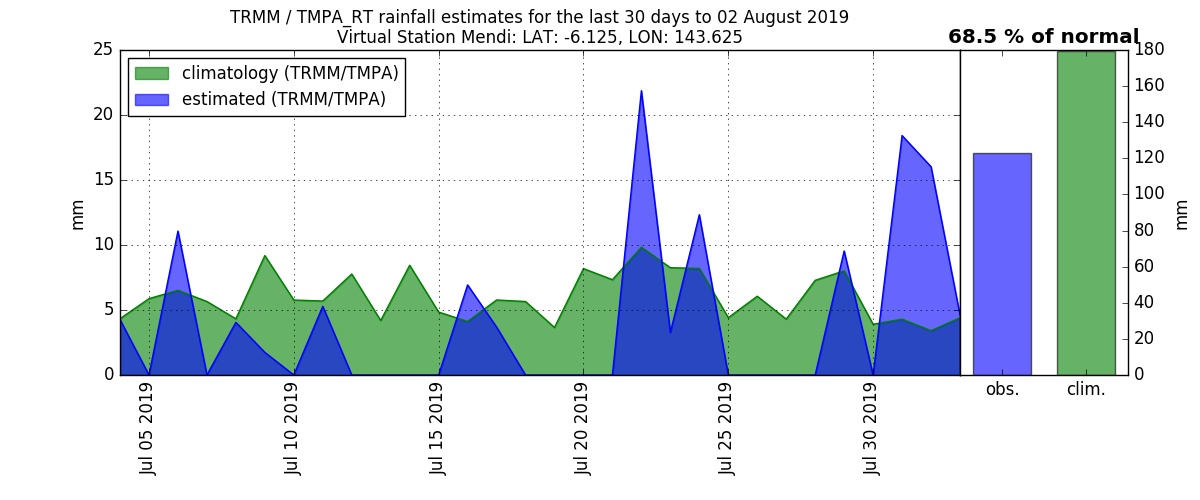 TRMM / TMPA_RT rainfall estimates for the last 30 days to 02 August 2019
Virtual Station Mendi: LAT: -6.125, LON: 143.625
68.5 % of normal
climatology (TRMM/TMPA)
estimated (TRMM/TMPA)
mm
25
20
15
10
5
0
Jul 05 2019
Jul 10 2019
Jul 15 2019
Jul 20 2019
Jul 25 2019
Jul 30 2019
obs.
clim.
180
160
140
120
100
80
60
40
20
0
mm